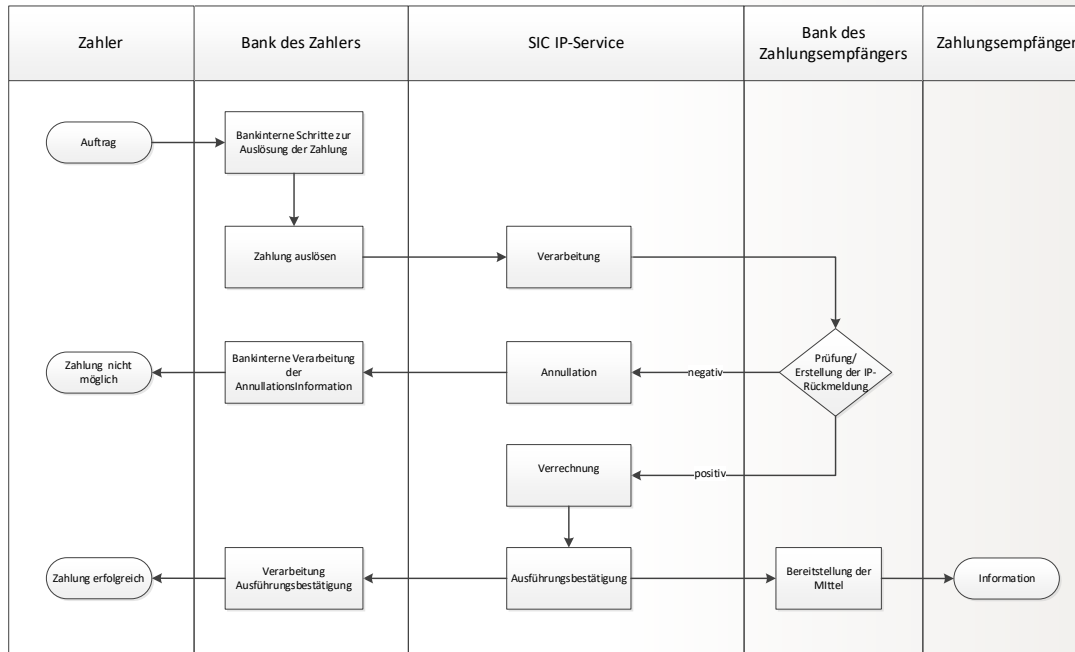 Zahler
Bank des Zahlers
SIC IP-Service
Bank des
Zahlungsempfängers
Zahlungsempfänger
Auftrag
Bankinterne Schritte zur
Auslösung der Zahlung
Zahlung auslösen
Verarbeitung
Zahlung nicht
möglich
Bankinterne Verarbeitung
der
AnnullationsInformation
Annullation
negativ
Prüfung/
Erstellung der IP-
Rückmeldung
Verrechnung
positiv
Zahlung erfolgreich
Verarbeitung
Ausführungsbestätigung
Ausführungsbestätigung
Bereitstellung der
MIttel
Information